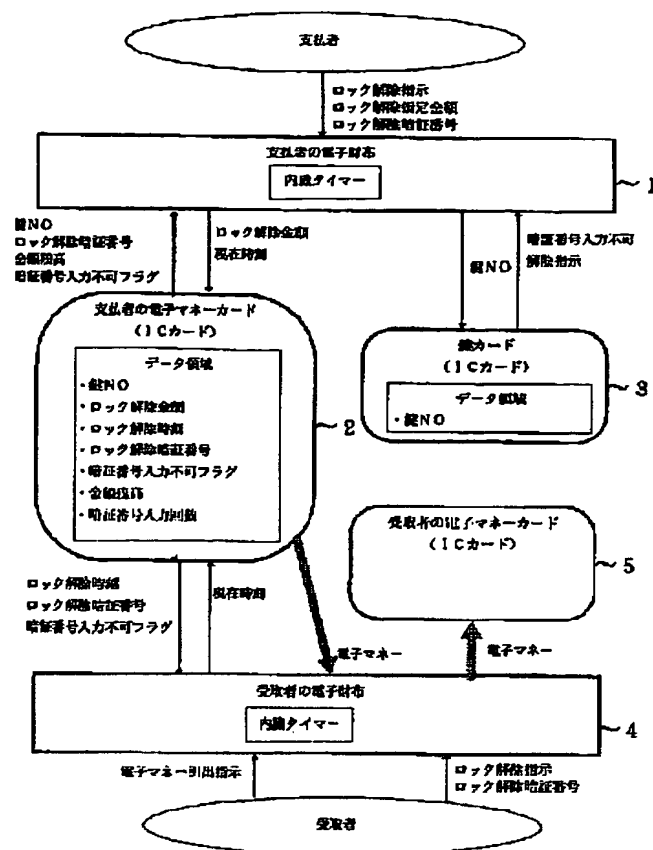 支払者
ロック解除指示
ロック解除限定金額
ロック解除暗証番号
支払者の電子財布
内蔵タイマー
1
鍵NO
ロック解除暗証番号
金額残高
暗証番号入力不可フラグ
ロック解除金額
現在時刻
鍵NO
暗証番号入力不可
解除指示
支払者の電子マネーカード
(ICカード)
データ領域
・鍵NO
・ロック解除金額
・ロック解除時刻
・ロック解除暗証番号
・暗証番号入力不可フラグ
・金額残高
・暗証番号入力回数
2
鍵カード
(ICカード)
データ領域
・鍵NO
3
受取者の電子マネーカード
(ICカード)
5
ロック解除時刻
ロック解除暗証番号
暗証番号入力不可フラグ
現在時刻
電子マネー
電子マネー
受取者の電子財布
内蔵タイマー
4
電子マネー引出指示
ロック解除指示
ロック解除暗証番号
受取者